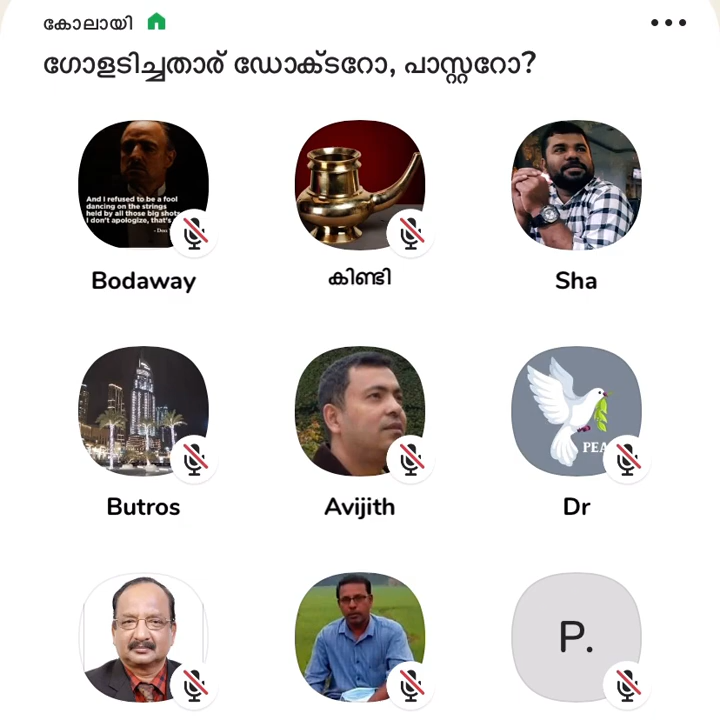 കോലായി
ഗോളടിച്ചതാര് ഡോക്ടറോ, പാസ്റ്ററോ?
And I refused to be a fool
dancing on the strings
held by all those big shots.
I don't apologize, that's
- Don
Bodaway
കിണ്ടി
Sha
Butros
Avijith
PEA
Dr
P.